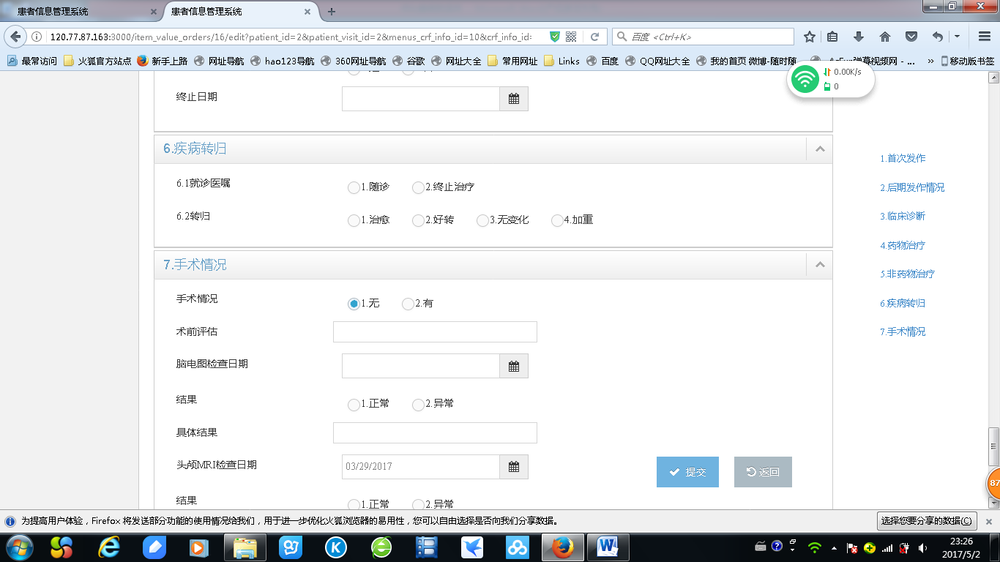 患者信息管理系统
患者信息管理系统
120.77.87.163:3000/item_value_orders/16/edit?patient_id=2&patient_visit_id=2&menus_crf_info_id=10&crf_info_id=
百度 <Ctrl+K>
最常访问 火狐官方站点 新手上路 网址导航 hao123导航 360网址导航 谷歌 网址大全 常用网址 Links 百度 QQ网址大全 我的首页 微博-随时随 AcFun弹幕视频网 - ... » 移动版书签
0.00K/s
0
终止日期
6.疾病转归
6.1就诊医嘱 1.随诊 2.终止治疗
6.2转归 1.治愈 2.好转 3.无变化 4.加重
7.手术情况
手术情况 1.无 2.有
术前评估
脑电图检查日期
结果 1.正常 2.异常
具体结果
头颅MRI检查日期 03/29/2017
结果 1.正常 2.异常
提交 返回
1.首次发作
2.后期发作情况
3.临床诊断
4.药物治疗
5.非药物治疗
6.疾病转归
7.手术情况
87
为提高用户体验，Firefox 将发送部分功能的使用情况给我们，用于进一步优化火狐浏览器的易用性，您可以自由选择是否向我们分享数据。
选择您要分享的数据(C)
23:26
2017/5/2